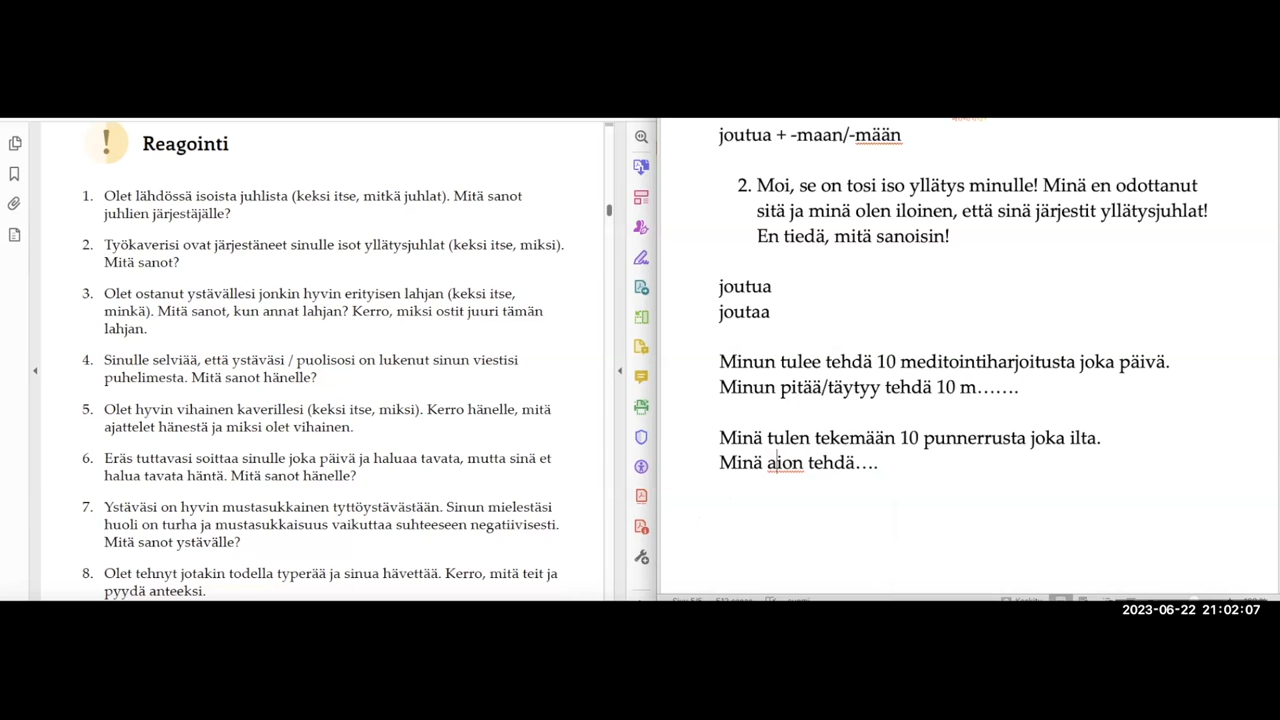 Reagointi
1. Olet lähdössä isoista juhlista (keksi itse, mitkä juhlat). Mitä sanot
juhlien järjestäjälle?
2. Työkaverisi ovat järjestäneet sinulle isot yllätysjuhlat (keksi itse, miksi).
Mitä sanot?
3. Olet ostanut ystävällesi jonkin hyvin erityisen lahjan (keksi itse,
minkä). Mitä sanot, kun annat lahjan? Kerro, miksi ostit juuri tämän
lahjan.
4. Sinulle selviää, että ystäväsi / puolisosi on lukenut sinun viestisi
puhelimesta. Mitä sanot hänelle?
5. Olet hyvin vihainen kaverillesi (keksi itse, miksi). Kerro hänelle, mitä
ajattelet hänestä ja miksi olet vihainen.
6. Eräs tuttavasi soittaa sinulle joka päivä ja haluaa tavata, mutta sinä et
halua tavata häntä. Mitä sanot hänelle?
7. Ystäväsi on hyvin mustasukkainen tyttöystävästään. Sinun mielestäsi
huoli on turha ja mustasukkaisuus vaikuttaa suhteeseen negatiivisesti.
Mitä sanot ystävälle?
8. Olet tehnyt jotakin todella typerää ja sinua hävettää. Kerro, mitä teit ja
pyydä anteeksi.
joutua + -maan/-mään
2. Moi, se on tosi iso yllätys minulle! Minä en odottanut
sitä ja minä olen iloinen, että sinä järjestit yllätysjuhlat!
En tiedä, mitä sanoisin!
joutua
joutaa
Minun tulee tehdä 10 meditointiharjoitusta joka päivä.
Minun pitää/täytyy tehdä 10 m…….
Minä tulen tekemään 10 punnerrusta joka ilta.
Minä aion tehdä….
2023-06-22 21:02:07